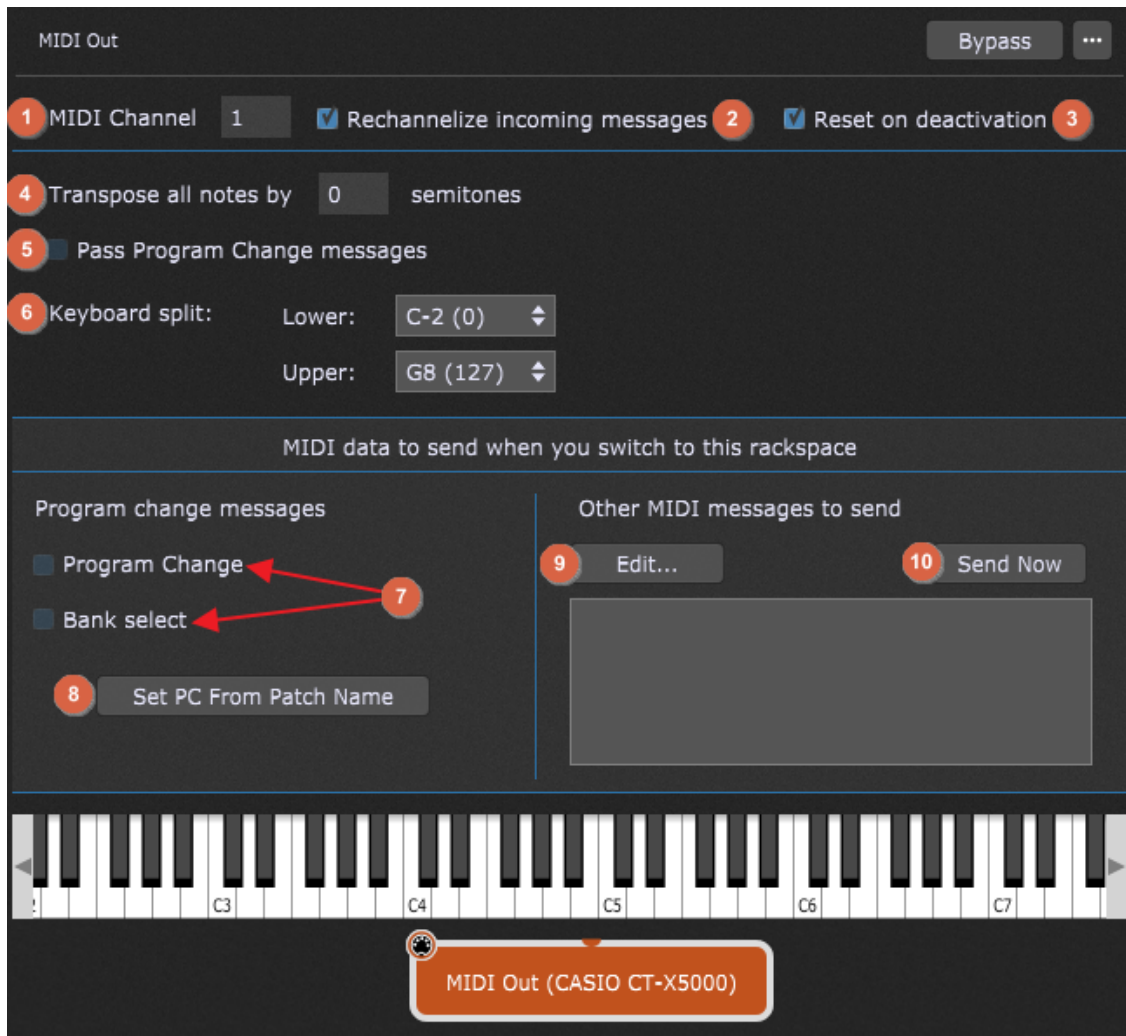 MIDI Out Bypass ...
1 MIDI Channel 1 Rechannelize incoming messages 2 Reset on deactivation 3
4 Transpose all notes by 0 semitones
5 Pass Program Change messages
6 Keyboard split: Lower: C-2 (0)
Upper: G8 (127)
MIDI data to send when you switch to this rackspace
Program change messages
Program Change
7
Bank select
8 Set PC From Patch Name
Other MIDI messages to send
9 Edit... 10 Send Now
C3 C4 C5 C6 C7
MIDI Out (CASIO CT-X5000)